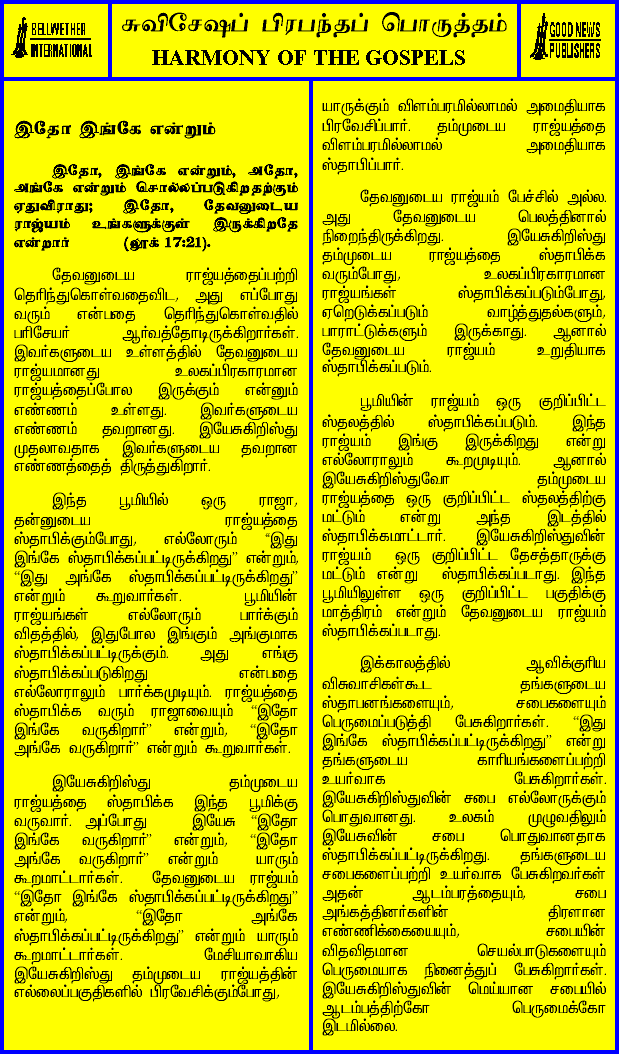 BELLWETHER
INTERNATIONAL
சுவிசேஷப் பிரபந்தப் பொருத்தம்
HARMONY OF THE GOSPELS
GOOD NEWS
PUBLISHERS
இதோ இங்கே என்றும்
இதோ, இங்கே என்றும், அதோ,
அங்கே என்றும் சொல்லப்படுகிறதற்கும்
ஏதுவிராது; இதோ, தேவனுடைய
ராஜ்யம் உங்களுக்குள் இருக்கிறதே
என்றார் (லூக் 17:21).
தேவனுடைய ராஜ்யத்தைப்பற்றி
தெரிந்துகொள்வதைவிட, அது எப்போது
வரும் என்பதை தெரிந்துகொள்வதில்
பரிசேயர் ஆர்வத்தோடிருக்கிறார்கள்.
இவர்களுடைய உள்ளத்தில் தேவனுடைய
ராஜ்யமானது உலகப்பிரகாரமான
ராஜ்யத்தைப்போல இருக்கும் என்னும்
எண்ணம் உள்ளது. இவர்களுடைய
எண்ணம் தவறானது. இயேசுகிறிஸ்து
முதலாவதாக இவர்களுடைய தவறான
எண்ணத்தைத் திருத்துகிறார்.
இந்த பூமியில் ஒரு ராஜா,
தன்னுடைய ராஜ்யத்தை
ஸ்தாபிக்கும்போது, எல்லோரும் “இது
இங்கே ஸ்தாபிக்கப்பட்டிருக்கிறது” என்றும்,
“இது அங்கே ஸ்தாபிக்கப்பட்டிருக்கிறது”
என்றும் கூறுவார்கள். பூமியின்
ராஜ்யங்கள் எல்லோரும் பார்க்கும்
விதத்தில், இதுபோல இங்கும் அங்குமாக
ஸ்தாபிக்கப்பட்டிருக்கும். அது எங்கு
ஸ்தாபிக்கப்படுகிறது என்பதை
எல்லோராலும் பார்க்கமுடியும். ராஜ்யத்தை
ஸ்தாபிக்க வரும் ராஜாவையும் “இதோ
இங்கே வருகிறார்” என்றும், “இதோ
அங்கே வருகிறார்” என்றும் கூறுவார்கள்.
இயேசுகிறிஸ்து தம்முடைய
ராஜ்யத்தை ஸ்தாபிக்க இந்த பூமிக்கு
வருவார். அப்போது இயேசு “இதோ
இங்கே வருகிறார்” என்றும், “இதோ
அங்கே வருகிறார்” என்றும் யாரும்
கூறமாட்டார்கள். தேவனுடைய ராஜ்யம்
“இதோ இங்கே ஸ்தாபிக்கப்பட்டிருக்கிறது”
என்றும், “இதோ அங்கே
ஸ்தாபிக்கப்பட்டிருக்கிறது” என்றும் யாரும்
கூறமாட்டார்கள். மேசியாவாகிய
இயேசுகிறிஸ்து தம்முடைய ராஜ்யத்தின்
எல்லைப்பகுதிகளில் பிரவேசிக்கும்போது,
யாருக்கும் விளம்பரமில்லாமல் அமைதியாக
பிரவேசிப்பார். தம்முடைய ராஜ்யத்தை
விளம்பரமில்லாமல் அமைதியாக
ஸ்தாபிப்பார்.
தேவனுடைய ராஜ்யம் பேச்சில் அல்ல.
அது தேவனுடைய பெலத்தினால்
நிறைந்திருக்கிறது. இயேசுகிறிஸ்து
தம்முடைய ராஜ்யத்தை ஸ்தாபிக்க
வரும்போது, உலகப்பிரகாரமான
ராஜ்யங்கள் ஸ்தாபிக்கப்படும்போது,
ஏறெடுக்கப்படும் வாழ்த்துதல்களும்,
பாராட்டுக்களும் இருக்காது. ஆனால்
தேவனுடைய ராஜ்யம் உறுதியாக
ஸ்தாபிக்கப்படும்.
பூமியின் ராஜ்யம் ஒரு குறிப்பிட்ட
ஸ்தலத்தில் ஸ்தாபிக்கப்படும். இந்த
ராஜ்யம் இங்கு இருக்கிறது என்று
எல்லோராலும் கூறமுடியும். ஆனால்
இயேசுகிறிஸ்துவோ தம்முடைய
ராஜ்யத்தை ஒரு குறிப்பிட்ட ஸ்தலத்திற்கு
மட்டும் என்று அந்த இடத்தில்
ஸ்தாபிக்கமாட்டார். இயேசுகிறிஸ்துவின்
ராஜ்யம் ஒரு குறிப்பிட்ட தேசத்தாருக்கு
மட்டும் என்று ஸ்தாபிக்கப்படாது. இந்த
பூமியிலுள்ள ஒரு குறிப்பிட்ட பகுதிக்கு
மாத்திரம் என்றும் தேவனுடைய ராஜ்யம்
ஸ்தாபிக்கப்படாது.
இக்காலத்தில் ஆவிக்குரிய
விசுவாசிகள்கூட தங்களுடைய
ஸ்தாபனங்களையும், சபைகளையும்
பெருமைப்படுத்தி பேசுகிறார்கள். “இது
இங்கே ஸ்தாபிக்கப்பட்டிருக்கிறது” என்று
தங்களுடைய காரியங்களைப்பற்றி
உயர்வாக பேசுகிறார்கள்.
இயேசுகிறிஸ்துவின் சபை எல்லோருக்கும்
பொதுவானது. உலகம் முழுவதிலும்
இயேசுவின் சபை பொதுவானதாக
ஸ்தாபிக்கப்பட்டிருக்கிறது. தங்களுடைய
சபைகளைப்பற்றி உயர்வாக பேசுகிறவர்கள்
அதன் ஆடம்பரத்தையும், சபை
அங்கத்தினர்களின் திரளான
எண்ணிக்கையையும், சபையின்
விதவிதமான செயல்பாடுகளையும்
பெருமையாக நினைத்துப் பேசுகிறார்கள்.
இயேசுகிறிஸ்துவின் மெய்யான சபையில்
ஆடம்பத்திற்கோ பெருமைக்கோ
இடமில்லை.